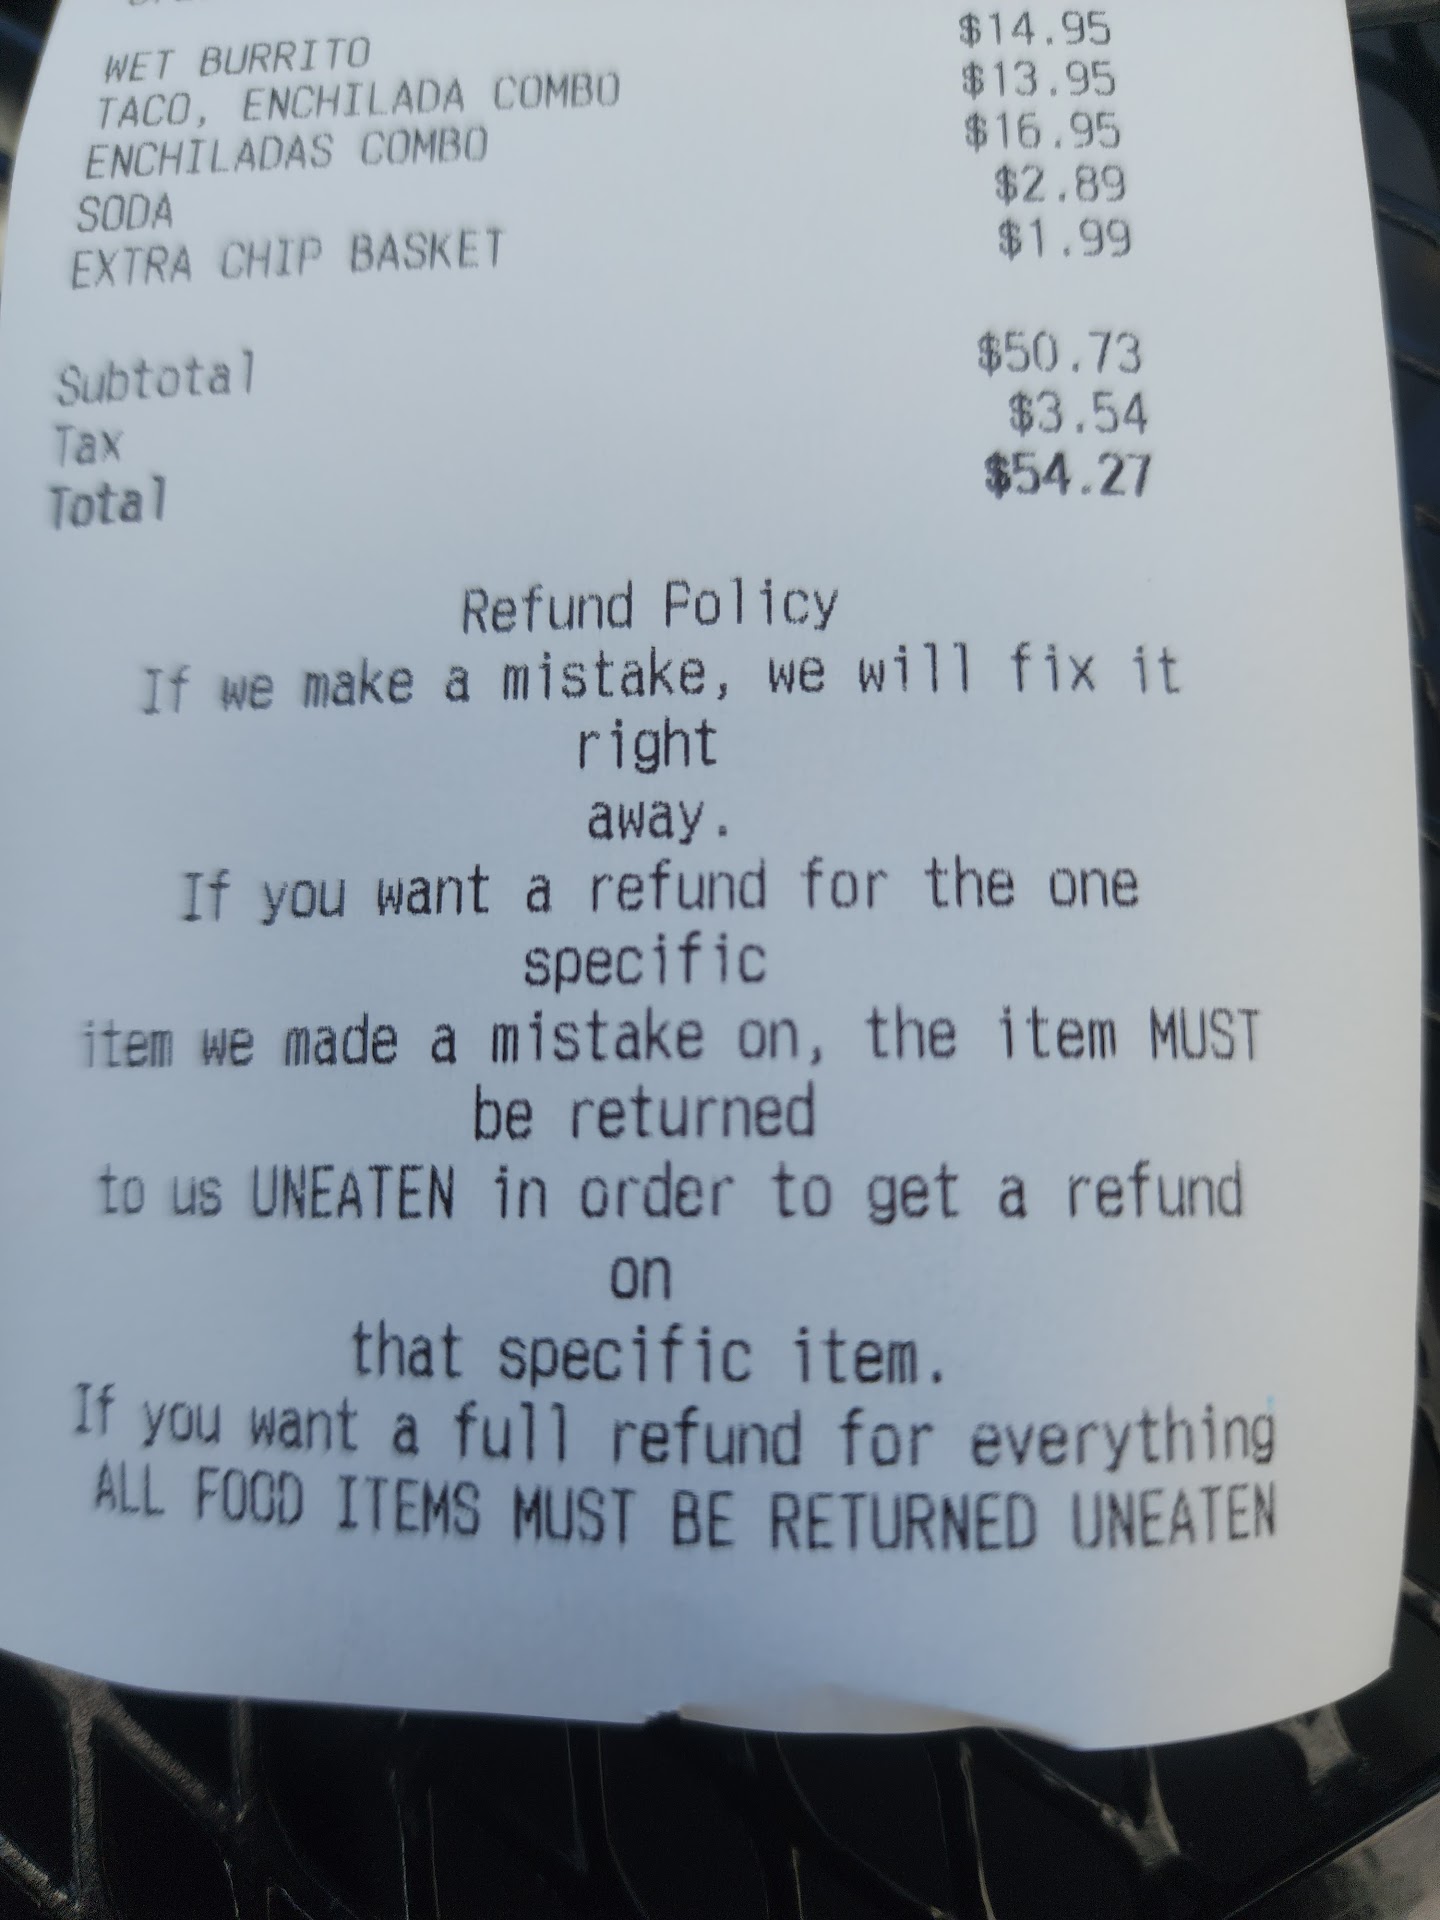 WET BURRITO $14.95
TACO, ENCHILADA COMBO $13.95
ENCHILADAS COMBO $16.95
SODA $2.89
EXTRA CHIP BASKET $1.99
Subtotal $50.73
Tax $3.54
Total $54.27
Refund Policy
If we make a mistake, we will fix it
right
away.
If you want a refund for the one
specific
item we made a mistake on, the item MUST
be returned
to us UNEATEN in order to get a refund
on
that specific item.
If you want a full refund for everything
ALL FOOD ITEMS MUST BE RETURNED UNEATEN